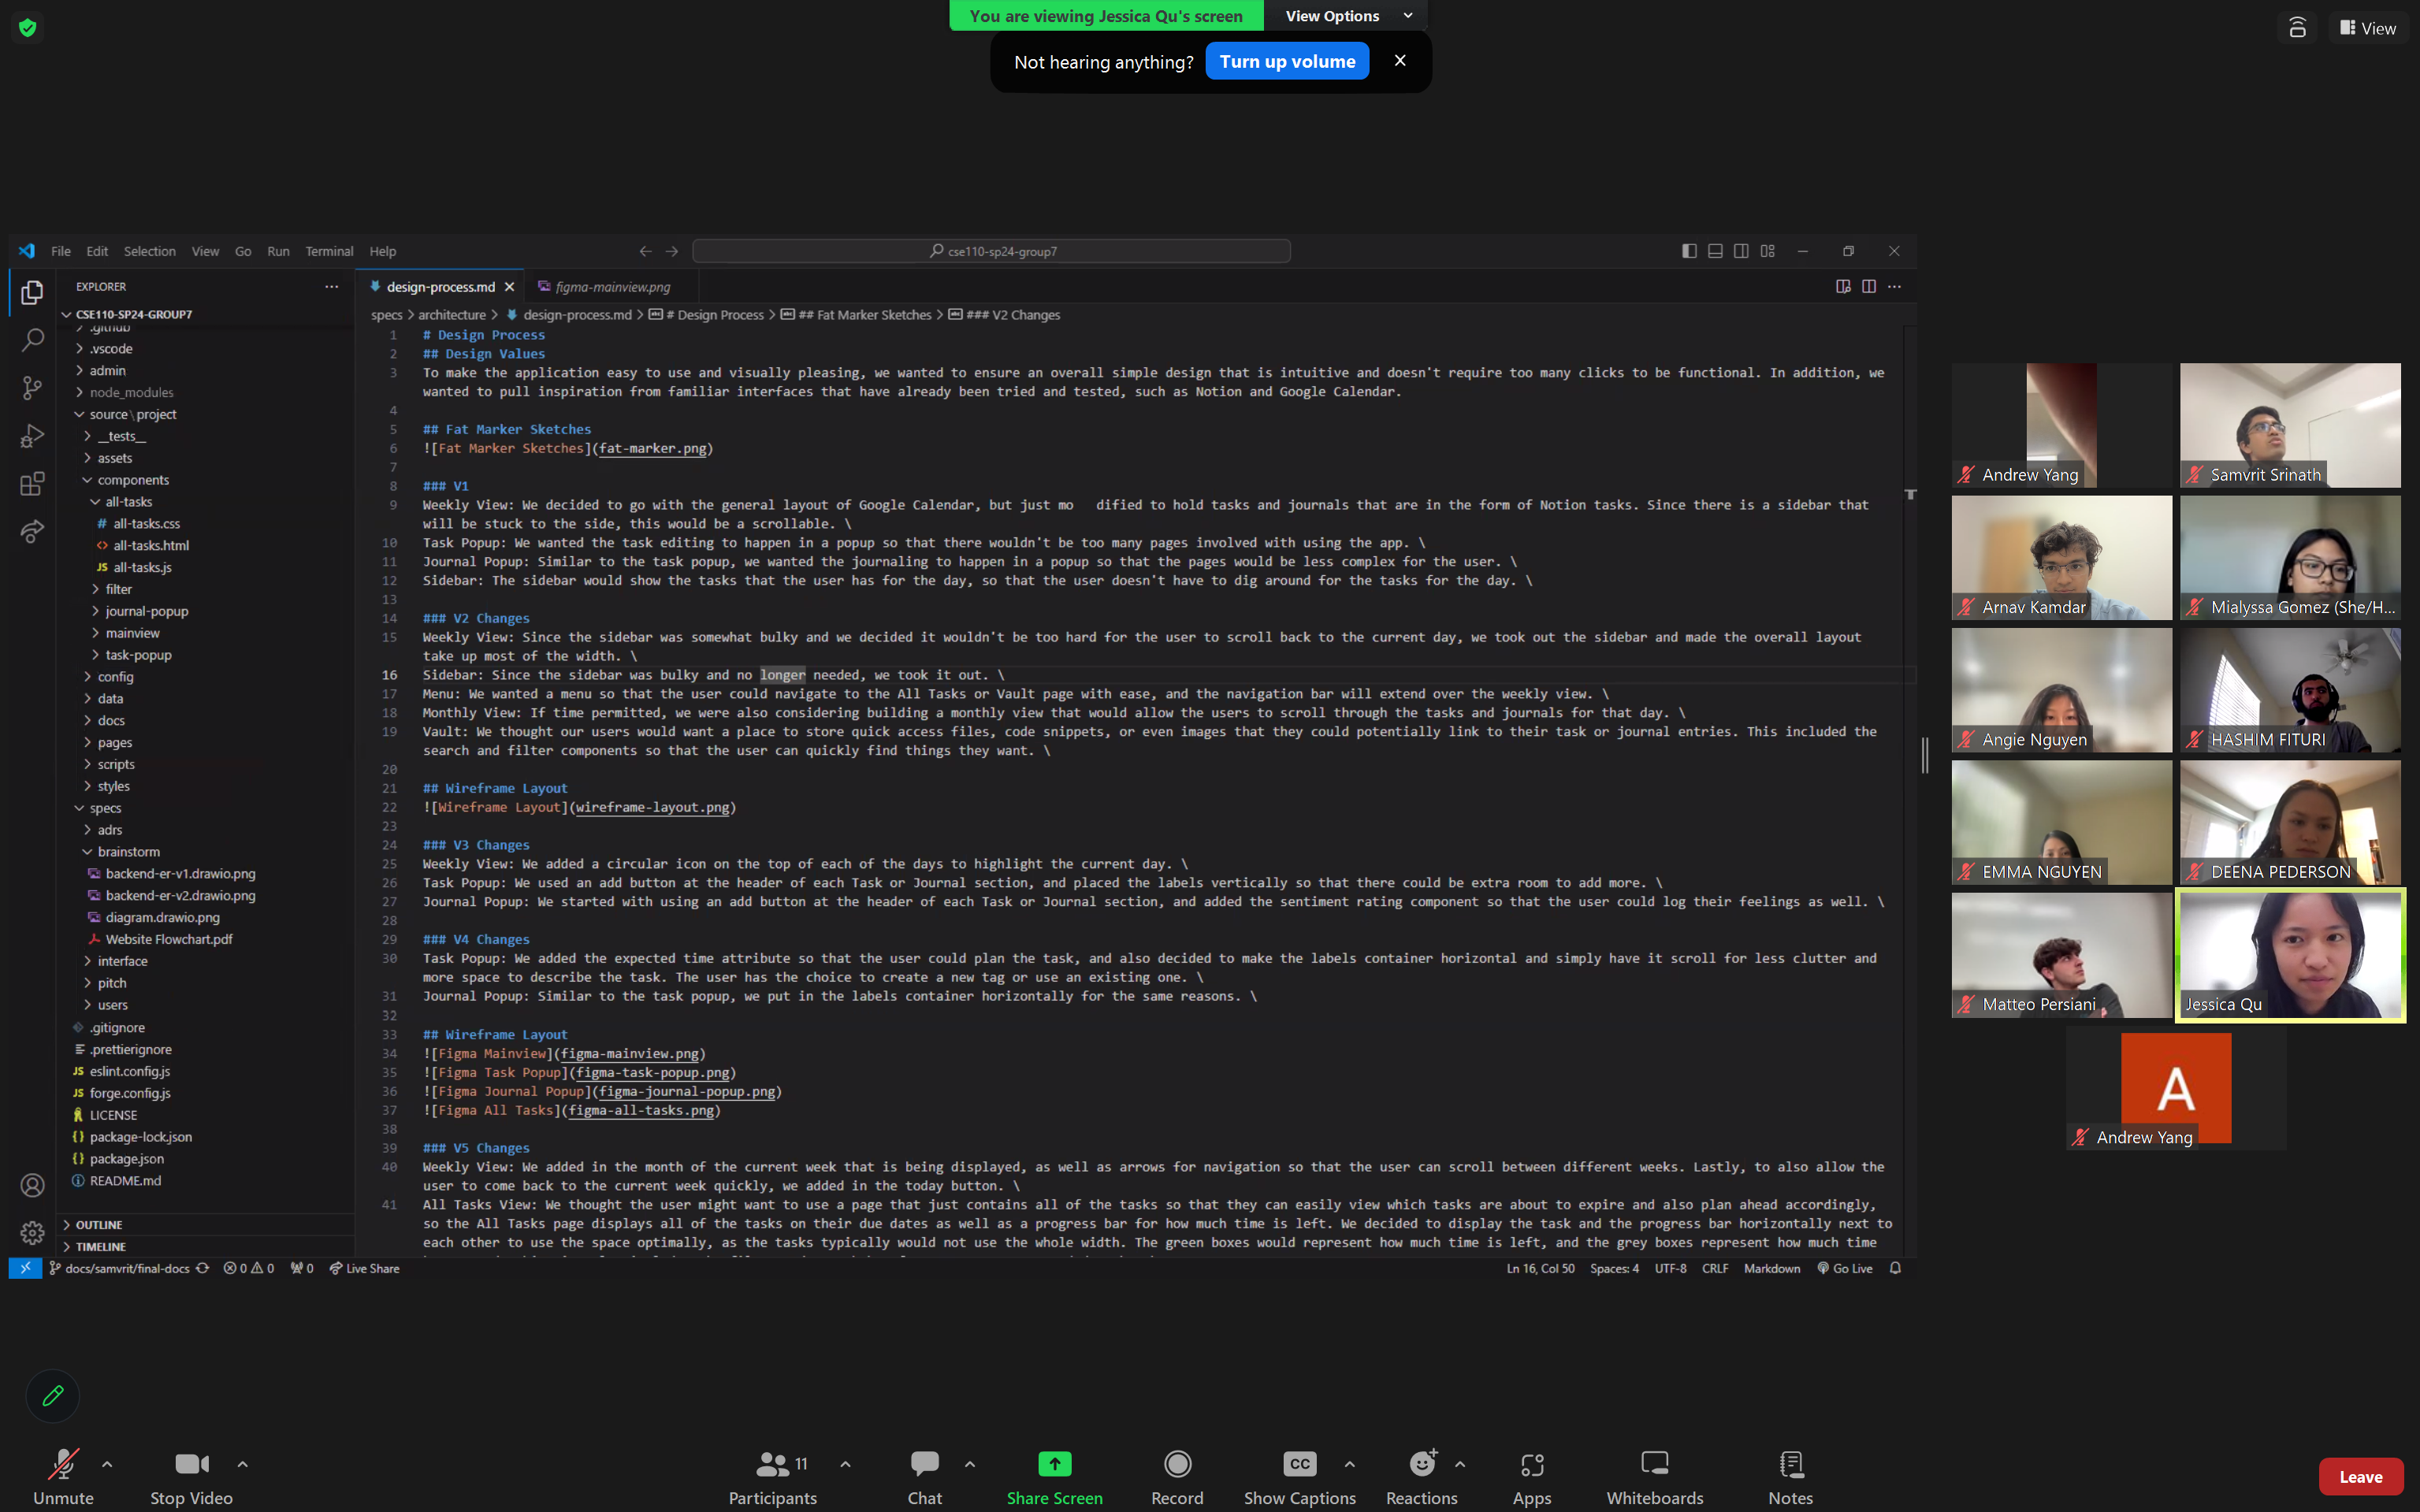 You are viewing Jessica Qu's screen
View Options
View
Not hearing anything?
Turn up volume
File Edit Selection View Go Run Terminal Help
cse110-sp24-group7
EXPLORER
CSE110-SP24-GROUP7
.github
.vscode
admin
node_modules
source\project
__tests__
assets
components
all-tasks
# all-tasks.css
<> all-tasks.html
JS all-tasks.js
filter
journal-popup
mainview
task-popup
config
data
docs
pages
scripts
styles
specs
adrs
brainstorm
backend-er-v1.drawio.png
backend-er-v2.drawio.png
diagram.drawio.png
Website Flowchart.pdf
interface
pitch
users
.gitignore
.prettierignore
JS eslint.config.js
JS forge.config.js
LICENSE
{} package-lock.json
{} package.json
README.md
OUTLINE
TIMELINE
design-process.md
figma-mainview.png
specs > architecture > design-process.md > # Design Process > ## Fat Marker Sketches > ### V2 Changes
1 # Design Process
2 ## Design Values
3 To make the application easy to use and visually pleasing, we wanted to ensure an overall simple design that is intuitive and doesn't require too many clicks to be functional. In addition, we
wanted to pull inspiration from familiar interfaces that have already been tried and tested, such as Notion and Google Calendar.
4
5 ## Fat Marker Sketches
6 ![Fat Marker Sketches](fat-marker.png)
7
8 ### V1
9 Weekly View: We decided to go with the general layout of Google Calendar, but just mo   dified to hold tasks and journals that are in the form of Notion tasks. Since there is a sidebar that
will be stuck to the side, this would be a scrollable. \
10 Task Popup: We wanted the task editing to happen in a popup so that there wouldn't be too many pages involved with using the app. \
11 Journal Popup: Similar to the task popup, we wanted the journaling to happen in a popup so that the pages would be less complex for the user. \
12 Sidebar: The sidebar would show the tasks that the user has for the day, so that the user doesn't have to dig around for the tasks for the day. \
13
14 ### V2 Changes
15 Weekly View: Since the sidebar was somewhat bulky and we decided it wouldn't be too hard for the user to scroll back to the current day, we took out the sidebar and made the overall layout
take up most of the width. \
16 Sidebar: Since the sidebar was bulky and no longer needed, we took it out. \
17 Menu: We wanted a menu so that the user could navigate to the All Tasks or Vault page with ease, and the navigation bar will extend over the weekly view. \
18 Monthly View: If time permitted, we were also considering building a monthly view that would allow the users to scroll through the tasks and journals for that day. \
19 Vault: We thought our users would want a place to store quick access files, code snippets, or even images that they could potentially link to their task or journal entries. This included the
search and filter components so that the user can quickly find things they want. \
20
21 ## Wireframe Layout
22 ![Wireframe Layout](wireframe-layout.png)
23
24 ### V3 Changes
25 Weekly View: We added a circular icon on the top of each of the days to highlight the current day. \
26 Task Popup: We used an add button at the header of each Task or Journal section, and placed the labels vertically so that there could be extra room to add more. \
27 Journal Popup: We started with using an add button at the header of each Task or Journal section, and added the sentiment rating component so that the user could log their feelings as well. \
28
29 ### V4 Changes
30 Task Popup: We added the expected time attribute so that the user could plan the task, and also decided to make the labels container horizontal and simply have it scroll for less clutter and
more space to describe the task. The user has the choice to create a new tag or use an existing one. \
31 Journal Popup: Similar to the task popup, we put in the labels container horizontally for the same reasons. \
32
33 ## Wireframe Layout
34 ![Figma Mainview](figma-mainview.png)
35 ![Figma Task Popup](figma-task-popup.png)
36 ![Figma Journal Popup](figma-journal-popup.png)
37 ![Figma All Tasks](figma-all-tasks.png)
38
39 ### V5 Changes
40 Weekly View: We added in the month of the current week that is being displayed, as well as arrows for navigation so that the user can scroll between different weeks. Lastly, to also allow the
user to come back to the current week quickly, we added in the today button. \
41 All Tasks View: We thought the user might want to use a page that just contains all of the tasks so that they can easily view which tasks are about to expire and also plan ahead accordingly,
so the All Tasks page displays all of the tasks on their due dates as well as a progress bar for how much time is left. We decided to display the task and the progress bar horizontally next to
each other to use the space optimally, as the tasks typically would not use the whole width. The green boxes would represent how much time is left, and the grey boxes represent how much time
docs/samvrit/final-docs 0 0 0 Live Share
Ln 16, Col 50 Spaces: 4 UTF-8 CRLF Markdown Go Live
Andrew Yang
Samvrit Srinath
Arnav Kamdar
Mialyssa Gomez (She/H...
Angie Nguyen
HASHIM FITURI
EMMA NGUYEN
DEENA PEDERSON
Matteo Persiani
Jessica Qu
A
Andrew Yang
Unmute
Stop Video
11
Participants
Chat
Share Screen
Record
CC
Show Captions
Reactions
Apps
Whiteboards
Notes
Leave